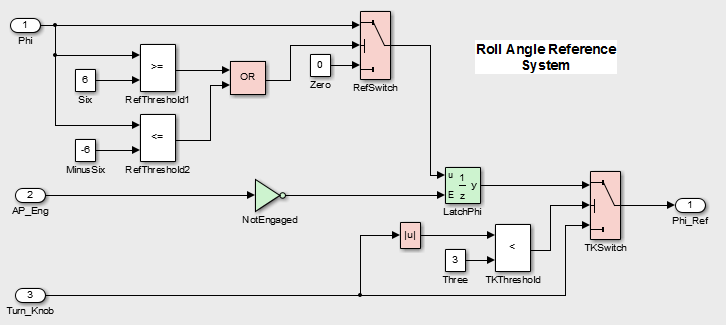 1
Phi
6
Six
>=
RefThreshold1
OR
0
Zero
RefSwitch
Roll Angle Reference
System
-6
MinusSix
<=
RefThreshold2
2
AP_Eng
NotEngaged
u
E
1
z
y
LatchPhi
|u|
3
Three
<
TKThreshold
TKSwitch
1
Phi_Ref
3
Turn_Knob